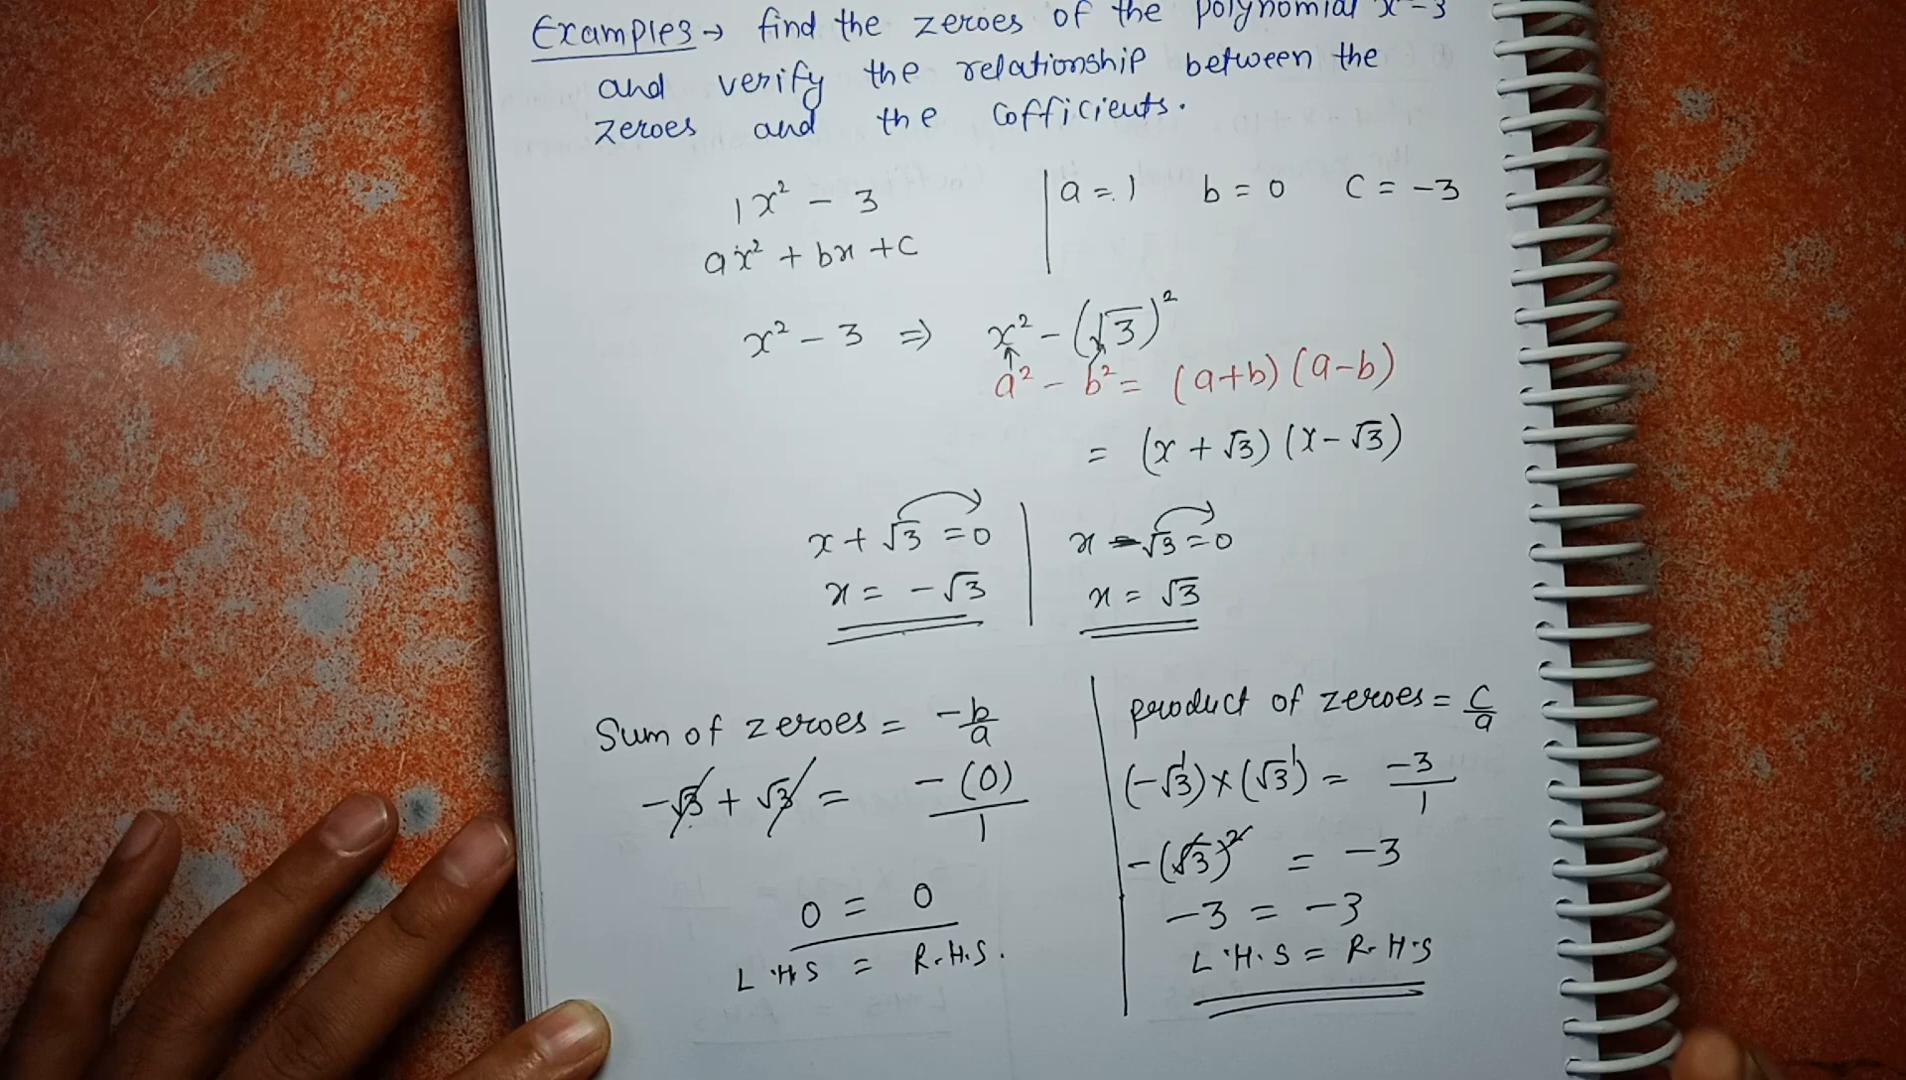 Examples → find the zeroes of the polynomial x²-3
and verify the relationship between the
zeroes and the Cofficients.
1x² - 3 | a = 1 b = 0 C = -3
ax² + bx + C
x² - 3 ⇒ x² - (√3)²
a² - b² = (a+b) (a-b)
= (x + √3) (x - √3)
x + √3 = 0 | x - √3 = 0
x = -√3 | x = √3
Sum of zeroes = -b/a
-√3 + √3 = -(0)/1
0 = 0
L.H.S = R.H.S.
product of zeroes = C/a
(-√3) × (√3) = -3/1
-(√3)² = -3
-3 = -3
L.H.S = R.H.S